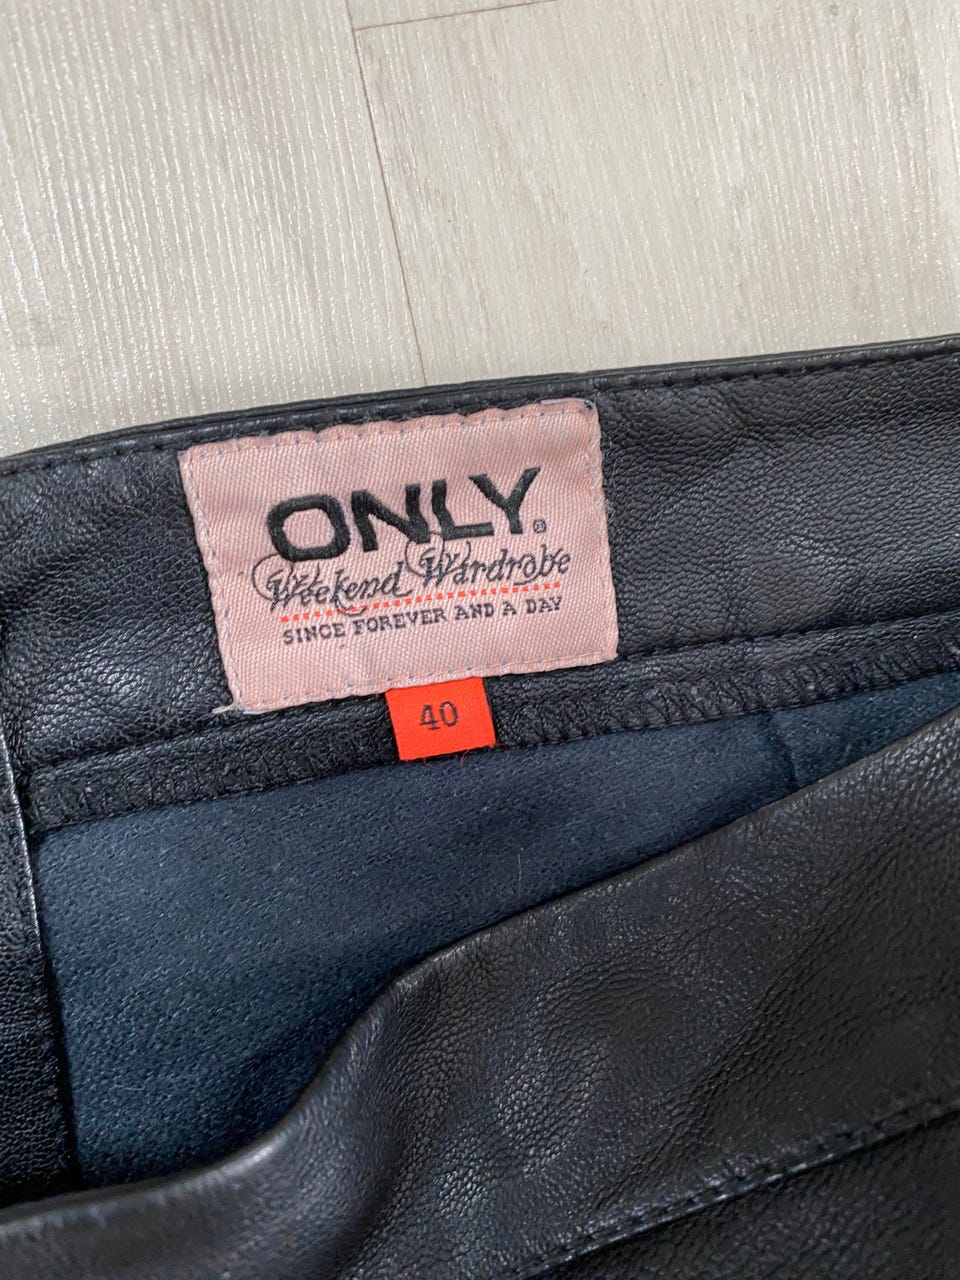 ONLY®
Weekend Wardrobe
SINCE FOREVER AND A DAY
40